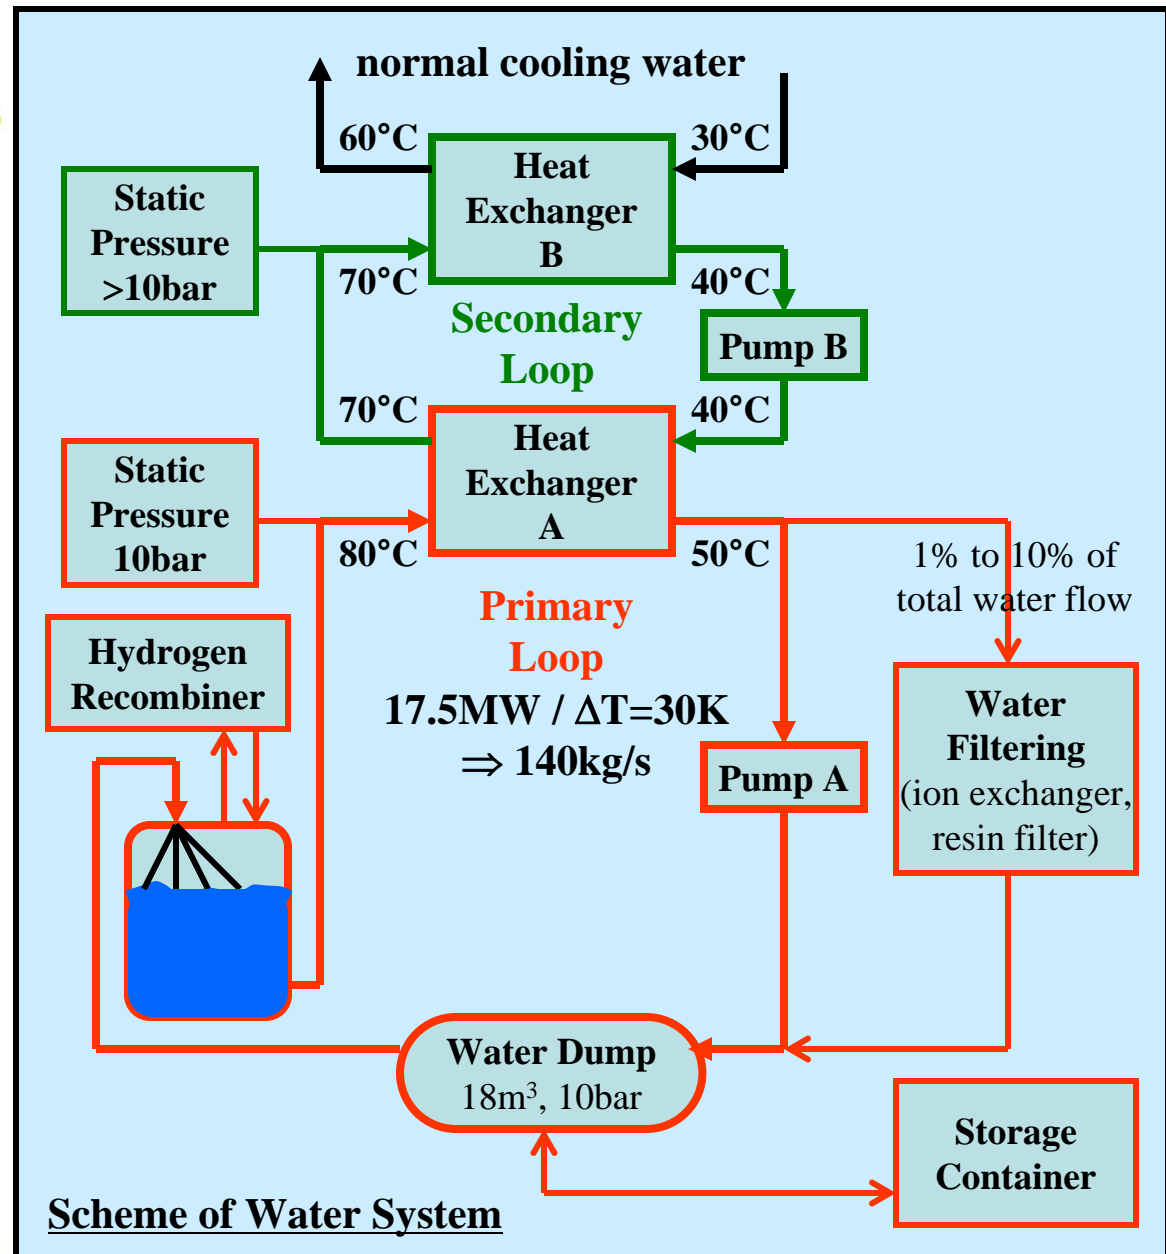 normal cooling water
60°C
30°C
Heat
Exchanger
B
Static
Pressure
>10bar
70°C
40°C
Secondary
Loop
Pump B
70°C
40°C
Heat
Exchanger
A
Static
Pressure
10bar
80°C
50°C
1% to 10% of
total water flow
Primary
Loop
17.5MW / ΔT=30K
⇒ 140kg/s
Hydrogen
Recombiner
Water
Filtering
(ion exchanger,
resin filter)
Pump A
Water Dump
18m³, 10bar
Storage
Container
Scheme of Water System